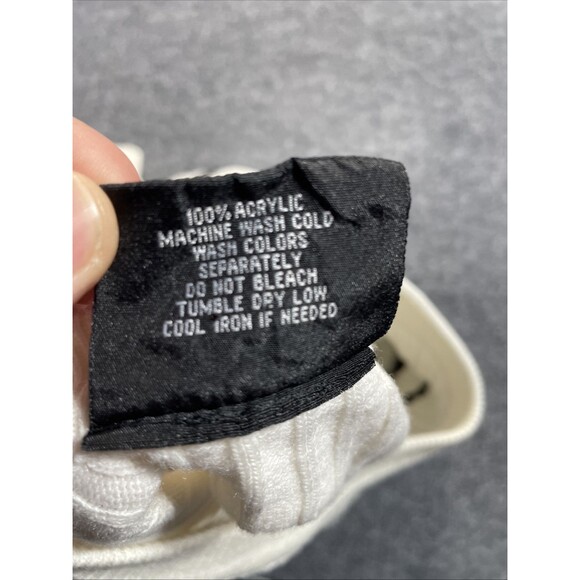 100% ACRYLIC
MACHINE WASH COLD
WASH COLORS
SEPARATELY
DO NOT BLEACH
TUMBLE DRY LOW
COOL IRON IF NEEDED